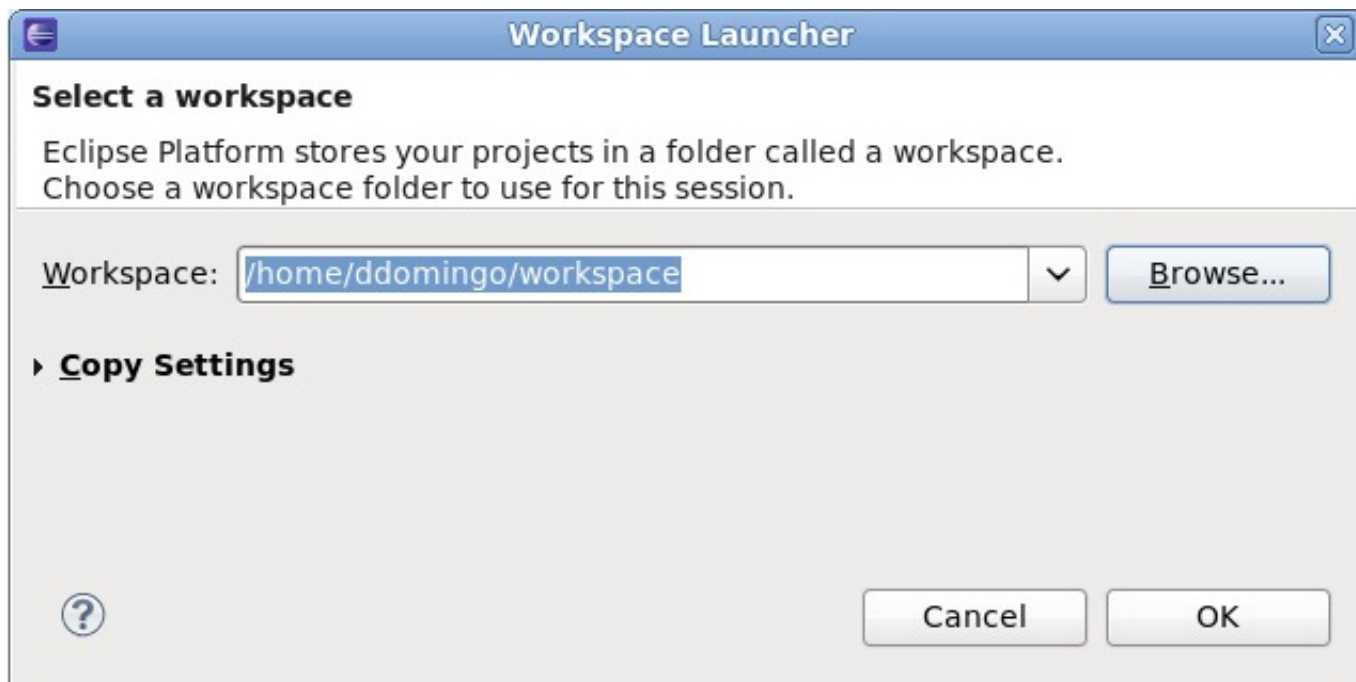 Workspace Launcher
Select a workspace
Eclipse Platform stores your projects in a folder called a workspace.
Choose a workspace folder to use for this session.
Workspace: /home/ddomingo/workspace Browse...
Copy Settings
? Cancel OK